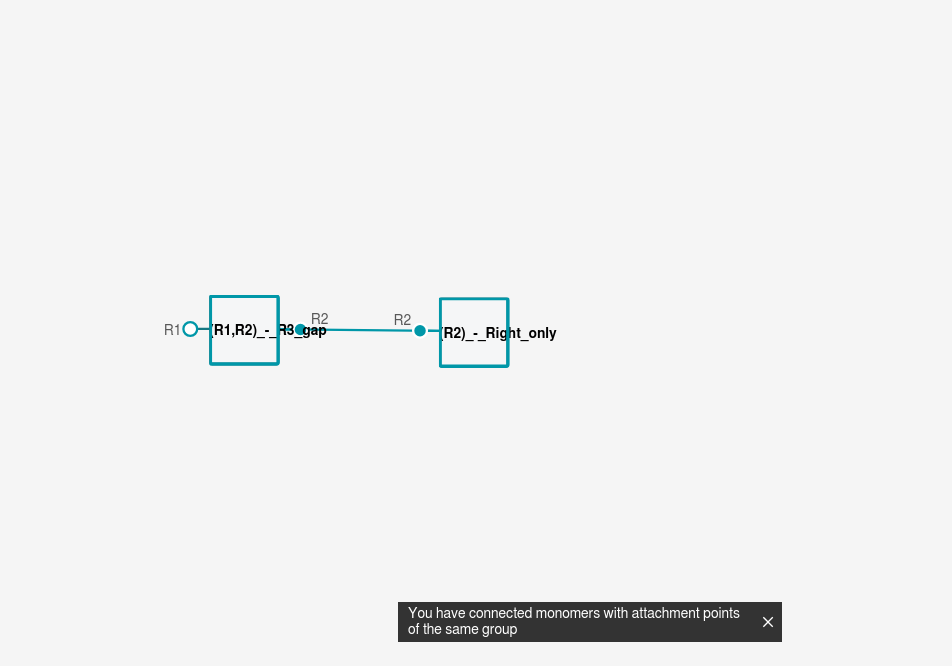 R1
(R1,R2)_-_R3_gap
R2
R2
(R2)_-_Right_only
You have connected monomers with attachment points
of the same group